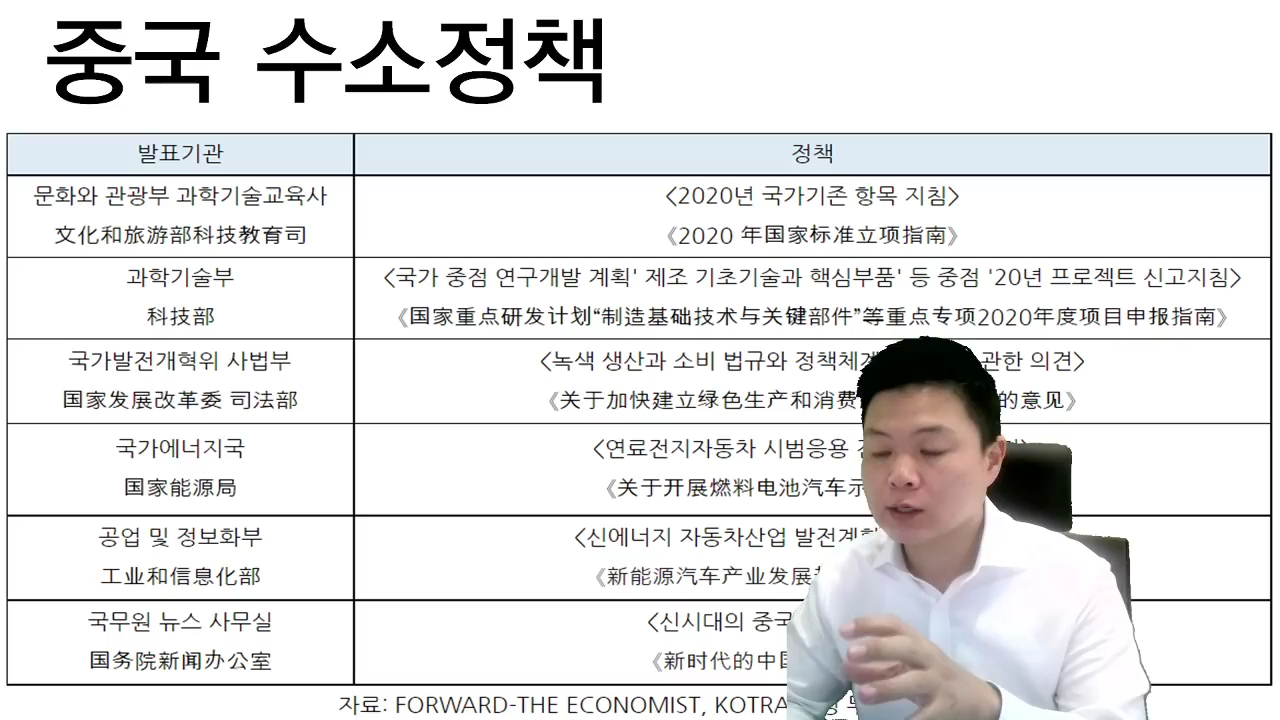 중국 수소정책
발표기관 정책
문화와 관광부 과학기술교육사 <2020년 국가기존 항목 지침>
文化和旅游部科技教育司 《2020 年国家标准立项指南》
과학기술부 <국가 중점 연구개발 계획' 제조 기초기술과 핵심부품' 등 중점 '20년 프로젝트 신고지침>
科技部 《国家重点研发计划“制造基础技术与关键部件”等重点专项2020年度项目申报指南》
국가발전개혁위 사법부 <녹색 생산과 소비 법규와 정책체계 관한 의견>
国家发展改革委 司法部 《关于加快建立绿色生产和消费 的意见》
국가에너지국 <연료전지자동차 시범응용
国家能源局 《关于开展燃料电池汽车示
공업 및 정보화부 <신에너지 자동차산업 발전계획
工业和信息化部 《新能源汽车产业发展
국무원 뉴스 사무실 <신시대의 중국
国务院新闻办公室 《新时代的中国
자료: FORWARD-THE ECONOMIST, KOTRA